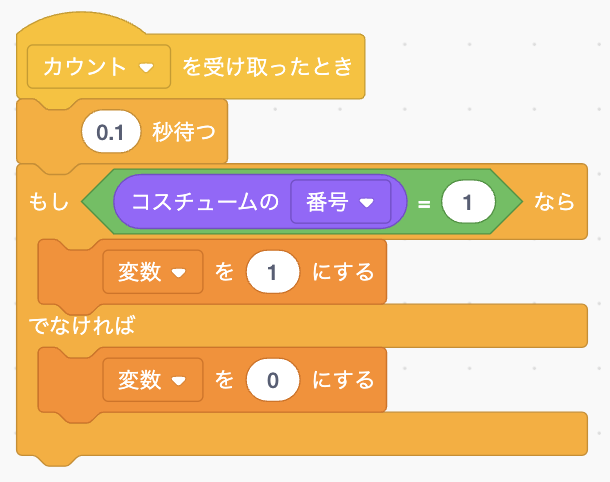 カウント を受け取ったとき
0.1 秒待つ
もし コスチュームの 番号 = 1 なら
変数 を 1 にする
でなければ
変数 を 0 にする